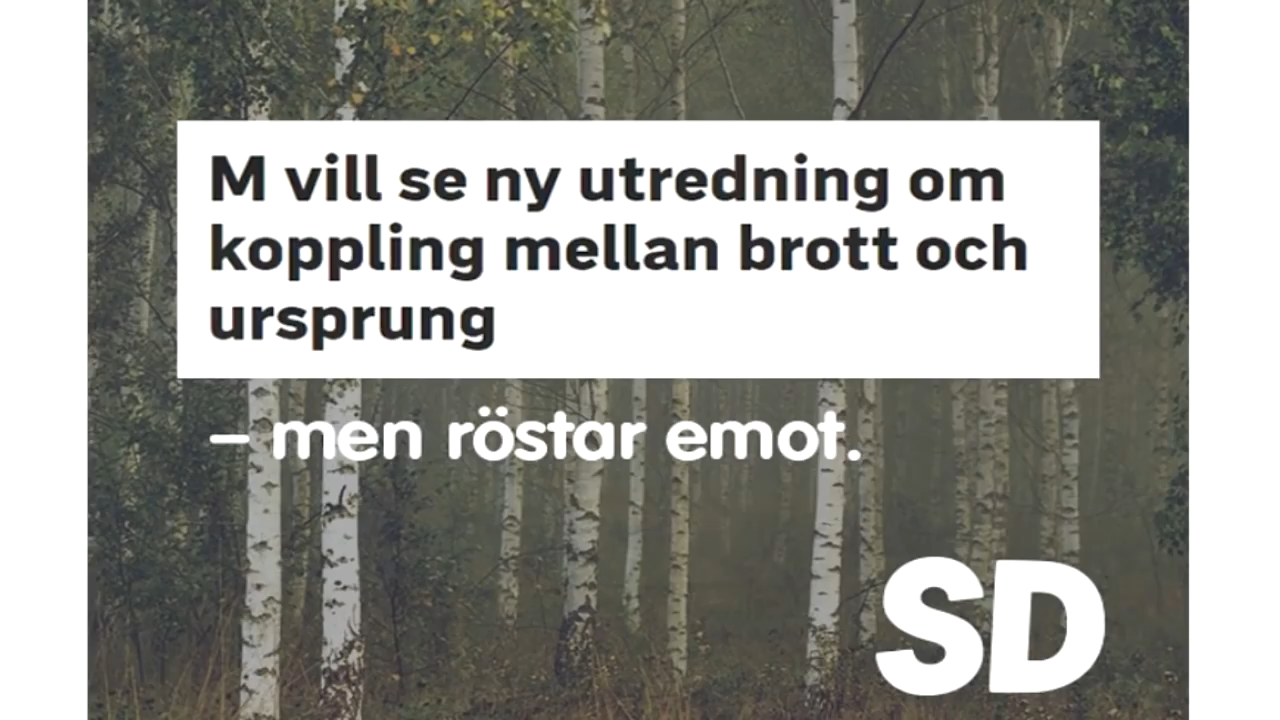 M vill se ny utredning om
koppling mellan brott och
ursprung
– men röstar emot.
SD